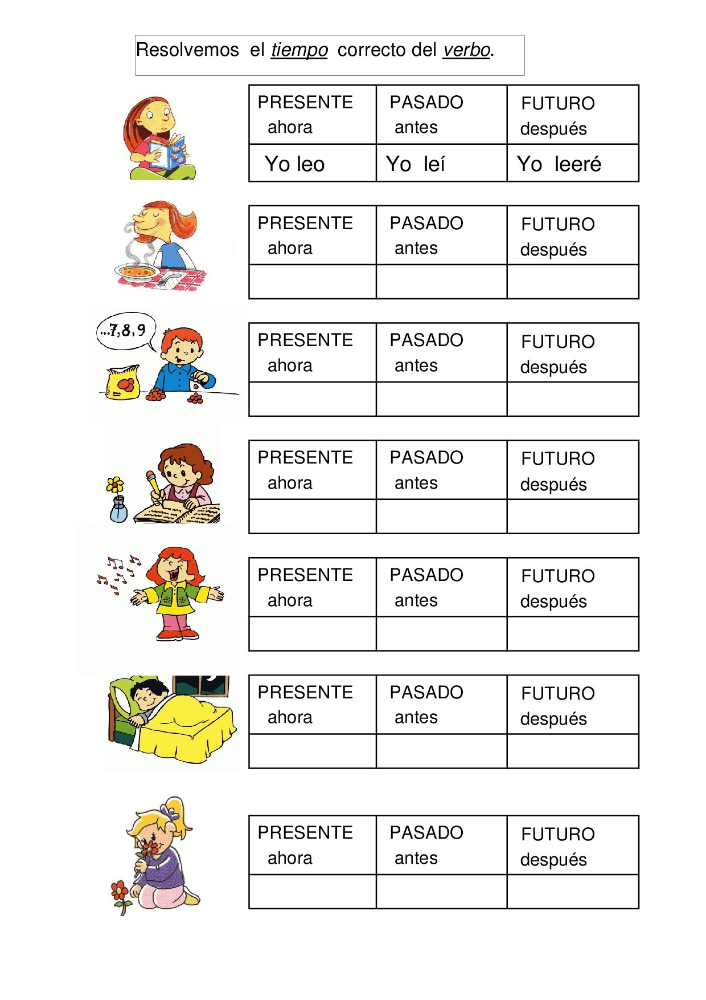 Resolvemos el tiempo correcto del verbo.
PRESENTE PASADO FUTURO
ahora antes después
Yo leo Yo leí Yo leeré
PRESENTE PASADO FUTURO
ahora antes después
...7,8,9
PRESENTE PASADO FUTURO
ahora antes después
PRESENTE PASADO FUTURO
ahora antes después
PRESENTE PASADO FUTURO
ahora antes después
PRESENTE PASADO FUTURO
ahora antes después
PRESENTE PASADO FUTURO
ahora antes después